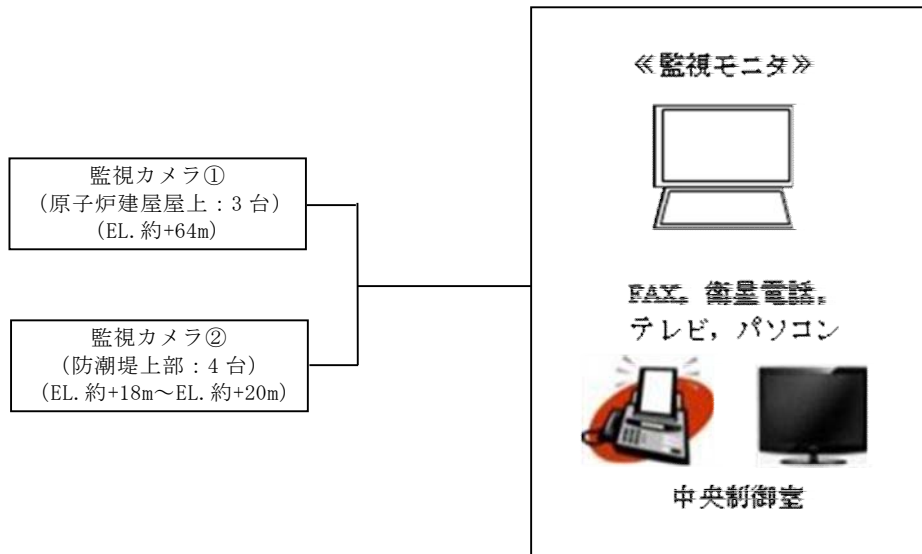 監視カメラ①
(原子炉建屋屋上：3台)
(EL.約+64m)
監視カメラ②
(防潮堤上部：4台)
(EL.約+18m～EL.約+20m)
≪監視モニタ≫
FAX，衛星電話，
テレビ，パソコン
中央制御室